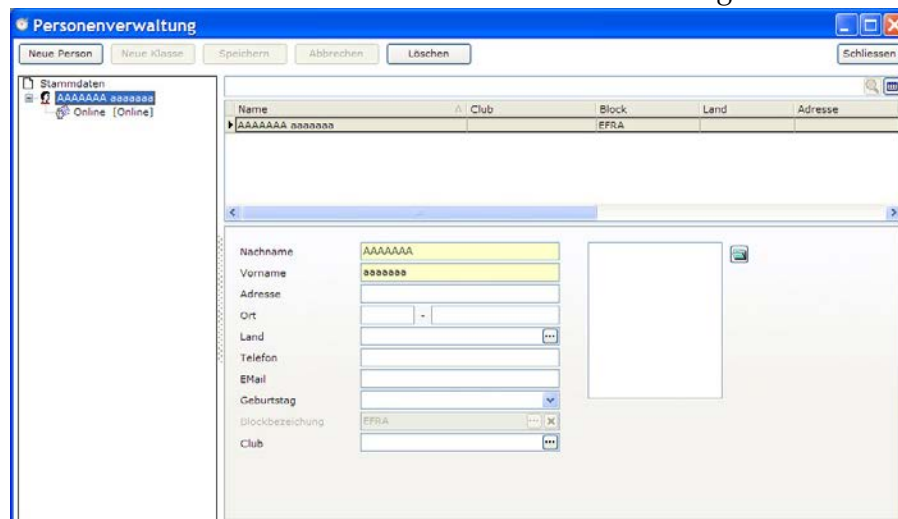 Personenverwaltung
Neue Person Neue Klasse Speichern Abbrechen Löschen Schliessen
Stammdaten
AAAAAAA aaaaaaa
Online [Online]
Name Club Block Land Adresse
AAAAAAA aaaaaaa EFRA
Nachname AAAAAAA
Vorname aaaaaaa
Adresse
Ort -
Land
Telefon
EMail
Geburtstag
Blockbezeichung EFRA
Club